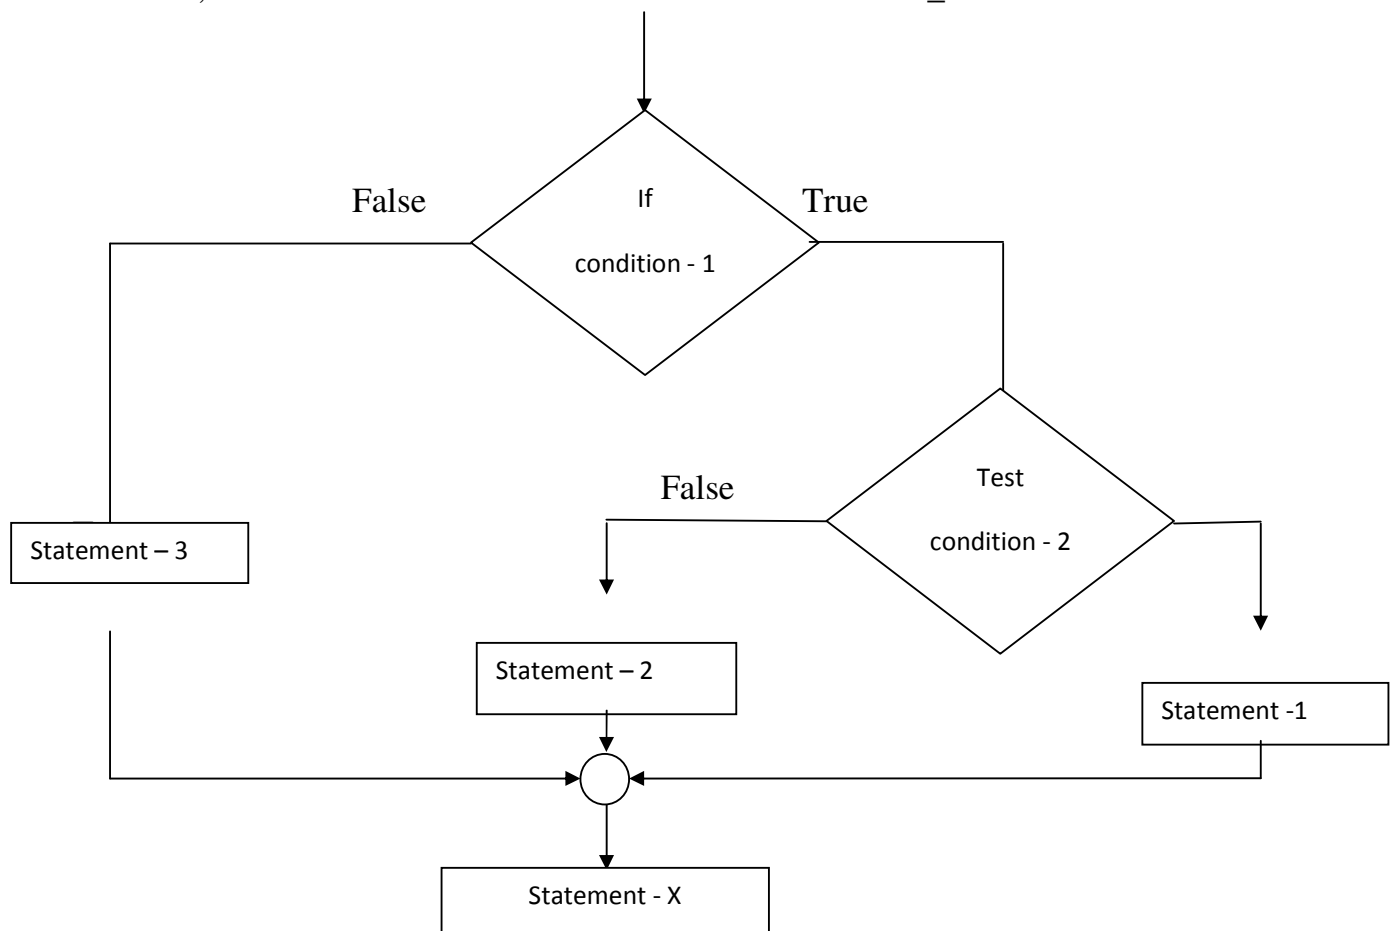 If
False
True
condition - 1
Test
False
condition - 2
Statement – 3
Statement – 2
Statement -1
Statement - X